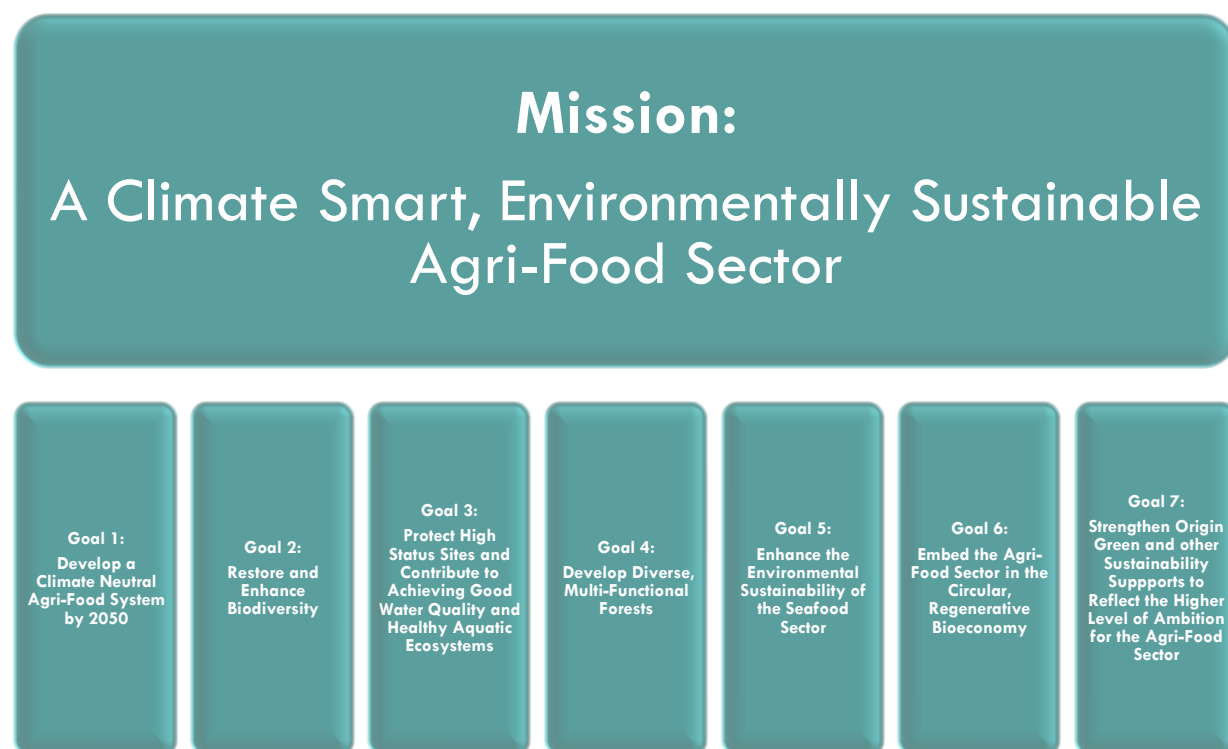 Mission:
A Climate Smart, Environmentally Sustainable
Agri-Food Sector
Goal 1:
Develop a
Climate Neutral
Agri-Food System
by 2050
Goal 2:
Restore and
Enhance
Biodiversity
Goal 3:
Protect High
Status Sites and
Contribute to
Achieving Good
Water Quality and
Healthy Aquatic
Ecosystems
Goal 4:
Develop Diverse,
Multi-Functional
Forests
Goal 5:
Enhance the
Environmental
Sustainability of
the Seafood
Sector
Goal 6:
Embed the Agri-
Food Sector in the
Circular,
Regenerative
Bioeconomy
Goal 7:
Strengthen Origin
Green and other
Sustainability
Suppports to
Reflect the Higher
Level of Ambition
for the Agri-Food
Sector